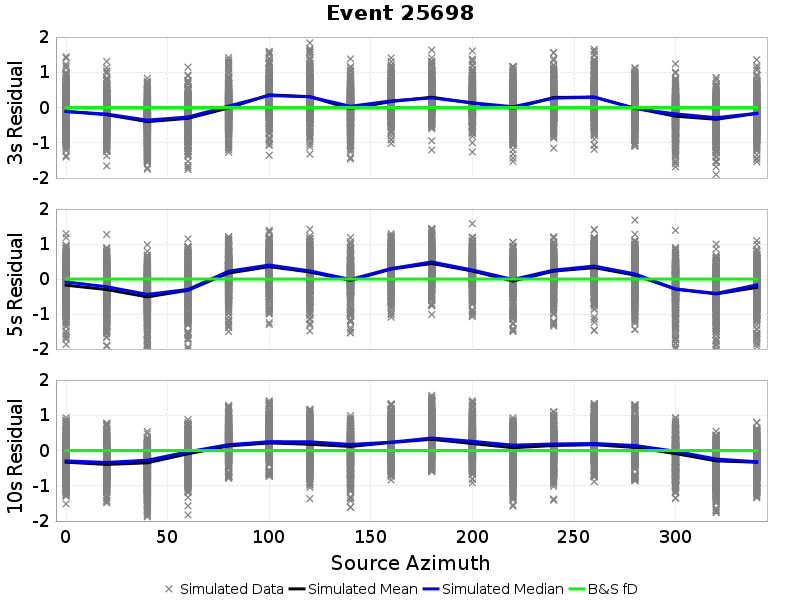 Event 25698
3s Residual
2
1
0
-1
-2
5s Residual
2
1
0
-1
-2
10s Residual
2
1
0
-1
-2
0 50 100 150 200 250 300
Source Azimuth
Simulated Data Simulated Mean Simulated Median B&S fD